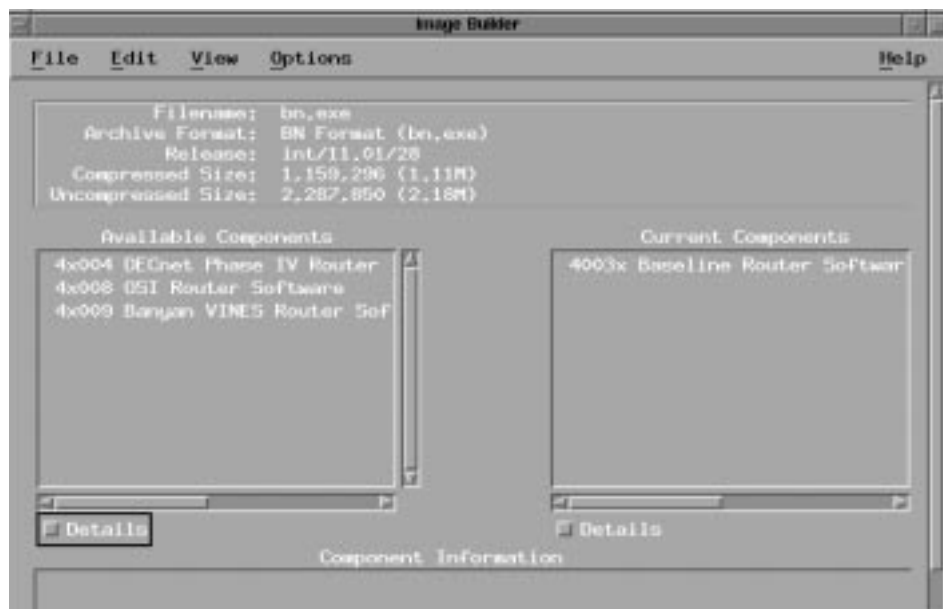 Image Builder
File Edit View Options Help
Filename: bn.exe
Archive Format: BN Format (bn.exe)
Release: int/11.01/28
Compressed Size: 1,159,296 (1.11M)
Uncompressed Size: 2,287,850 (2.18M)
Available Components
4x004 DECnet Phase IV Router
4x008 OSI Router Software
4x009 Banyan VINES Router Sof
Details
Current Components
4003x Baseline Router Softwar
Details
Component Information